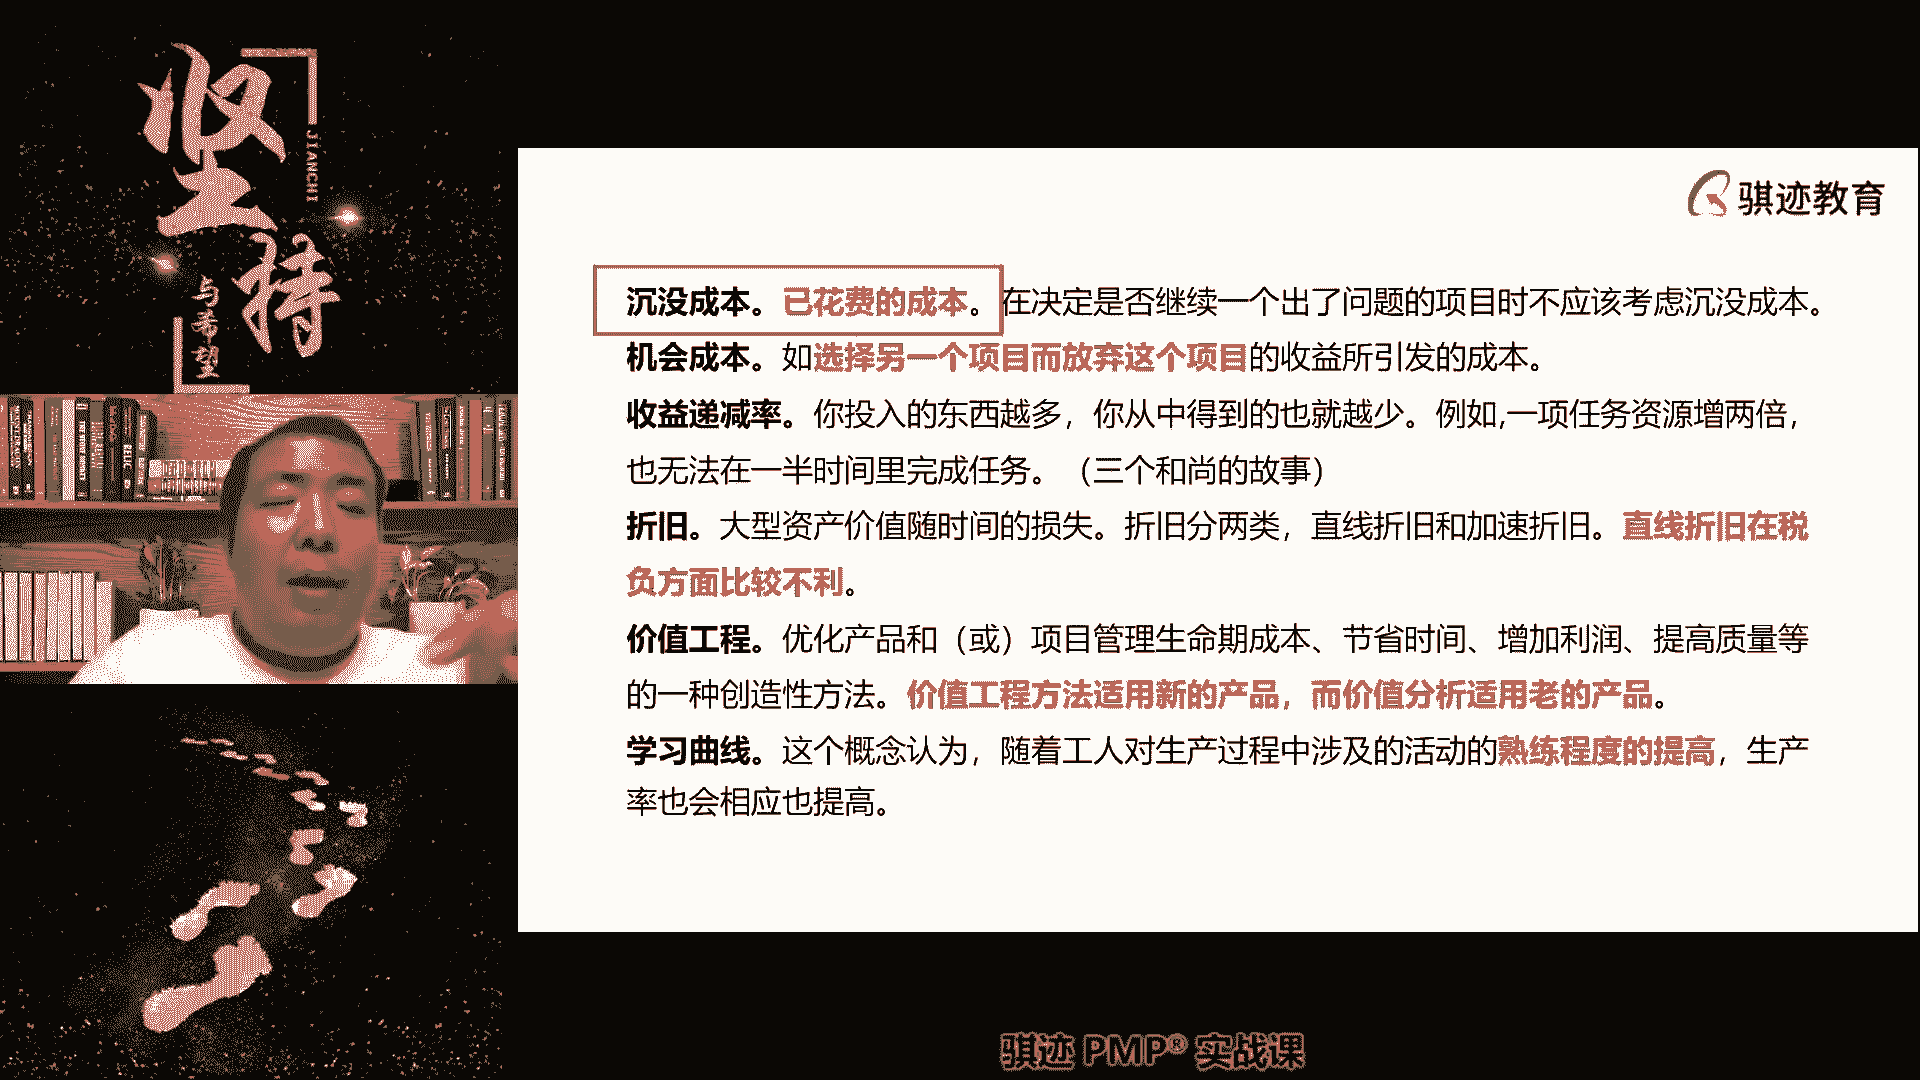 坚持
JIANCHI
与希望
骐迹教育
沉没成本。已花费的成本。在决定是否继续一个出了问题的项目时不应该考虑沉没成本。
机会成本。如选择另一个项目而放弃这个项目的收益所引发的成本。
收益递减率。你投入的东西越多，你从中得到的也就越少。例如,一项任务资源增两倍，
也无法在一半时间里完成任务。（三个和尚的故事）
折旧。大型资产价值随时间的损失。折旧分两类，直线折旧和加速折旧。直线折旧在税
负方面比较不利。
价值工程。优化产品和（或）项目管理生命期成本、节省时间、增加利润、提高质量等
的一种创造性方法。价值工程方法适用新的产品，而价值分析适用老的产品。
学习曲线。这个概念认为，随着工人对生产过程中涉及的活动的熟练程度的提高，生产
率也会相应也提高。
骐迹 PMP® 实战课